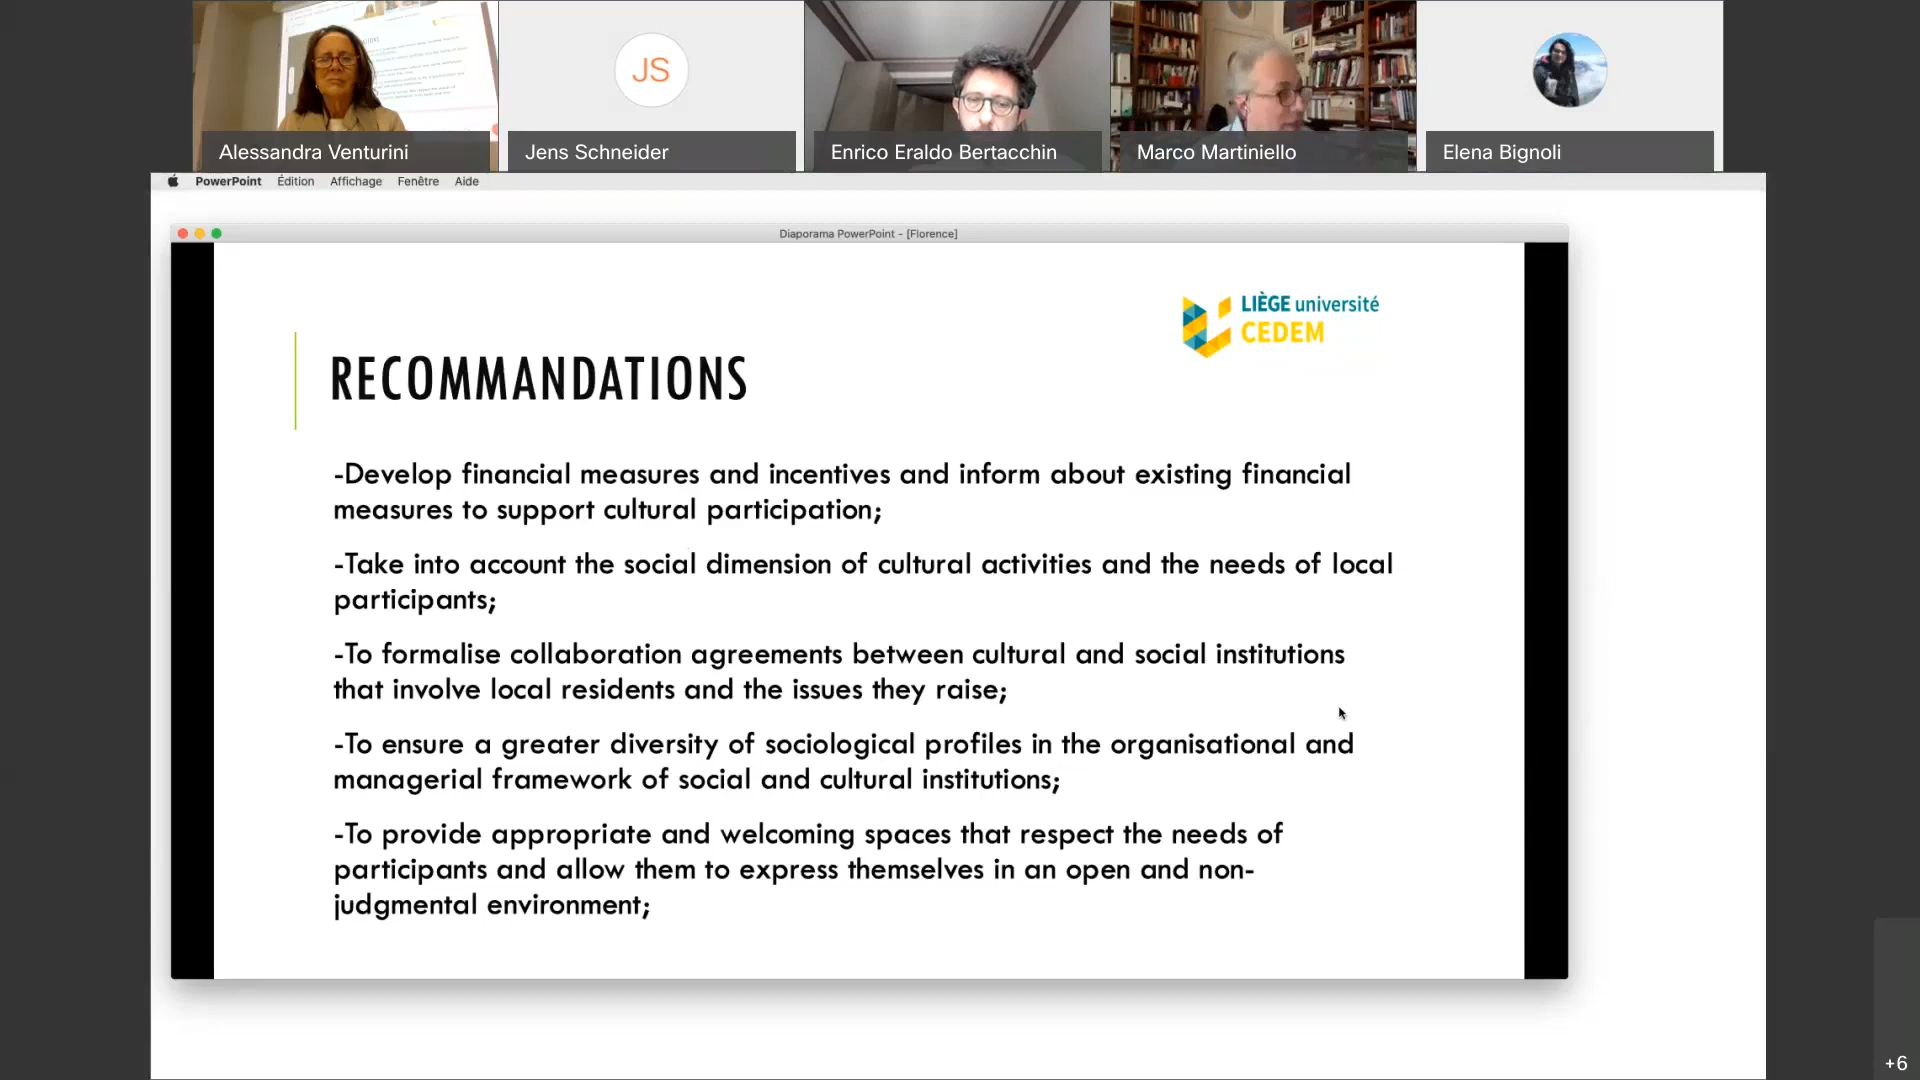 JS
Alessandra Venturini
Jens Schneider
Enrico Eraldo Bertacchin
Marco Martiniello
Elena Bignoli
PowerPoint Édition Affichage Fenêtre Aide
Diaporama PowerPoint - [Florence]
LIÈGE université
CEDEM
RECOMMANDATIONS
-Develop financial measures and incentives and inform about existing financial
measures to support cultural participation;
-Take into account the social dimension of cultural activities and the needs of local
participants;
-To formalise collaboration agreements between cultural and social institutions
that involve local residents and the issues they raise;
-To ensure a greater diversity of sociological profiles in the organisational and
managerial framework of social and cultural institutions;
-To provide appropriate and welcoming spaces that respect the needs of
participants and allow them to express themselves in an open and non-
judgmental environment;
+6